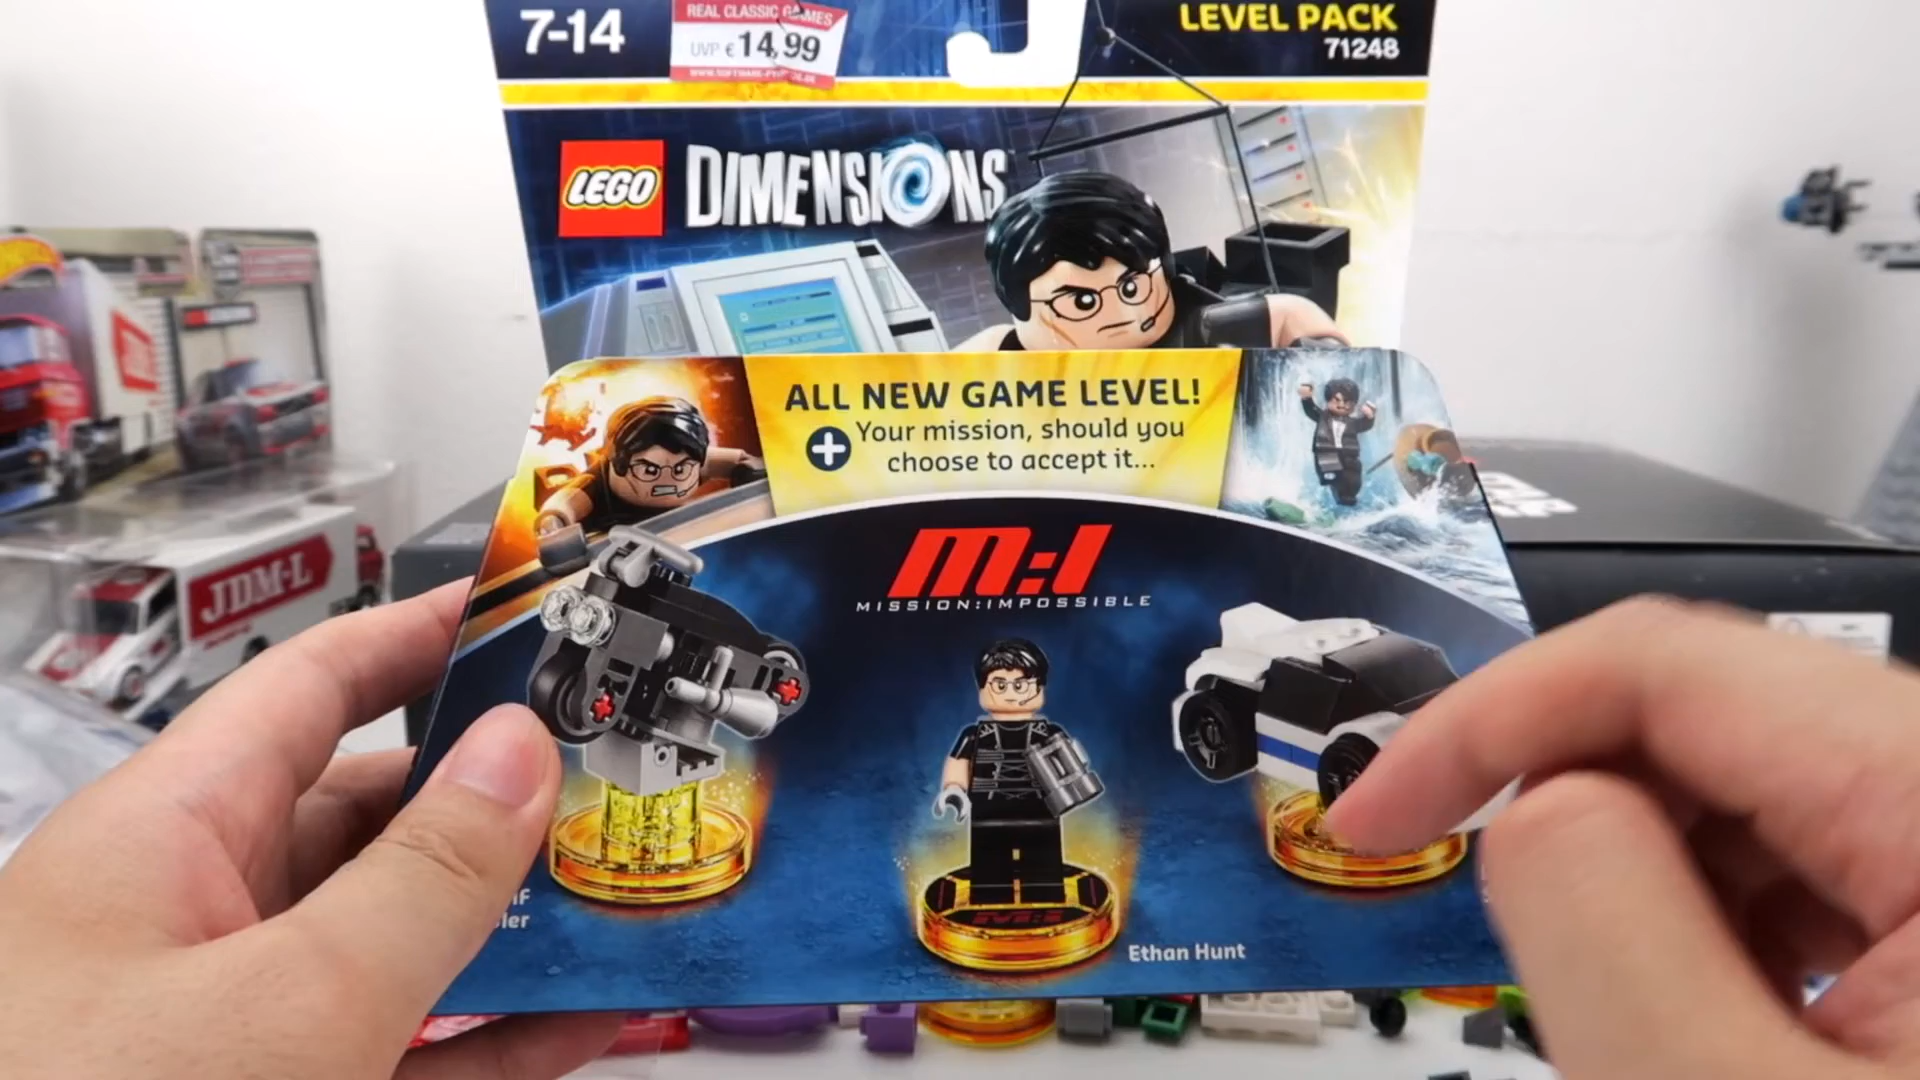 7-14
REAL CLASSIC GAMES
UVP € 14,99
LEVEL PACK
71248
LEGO
DIMENSIONS
ALL NEW GAME LEVEL!
+ Your mission, should you
choose to accept it...
M:I
MISSION:IMPOSSIBLE
JDM-L
M:I
Ethan Hunt